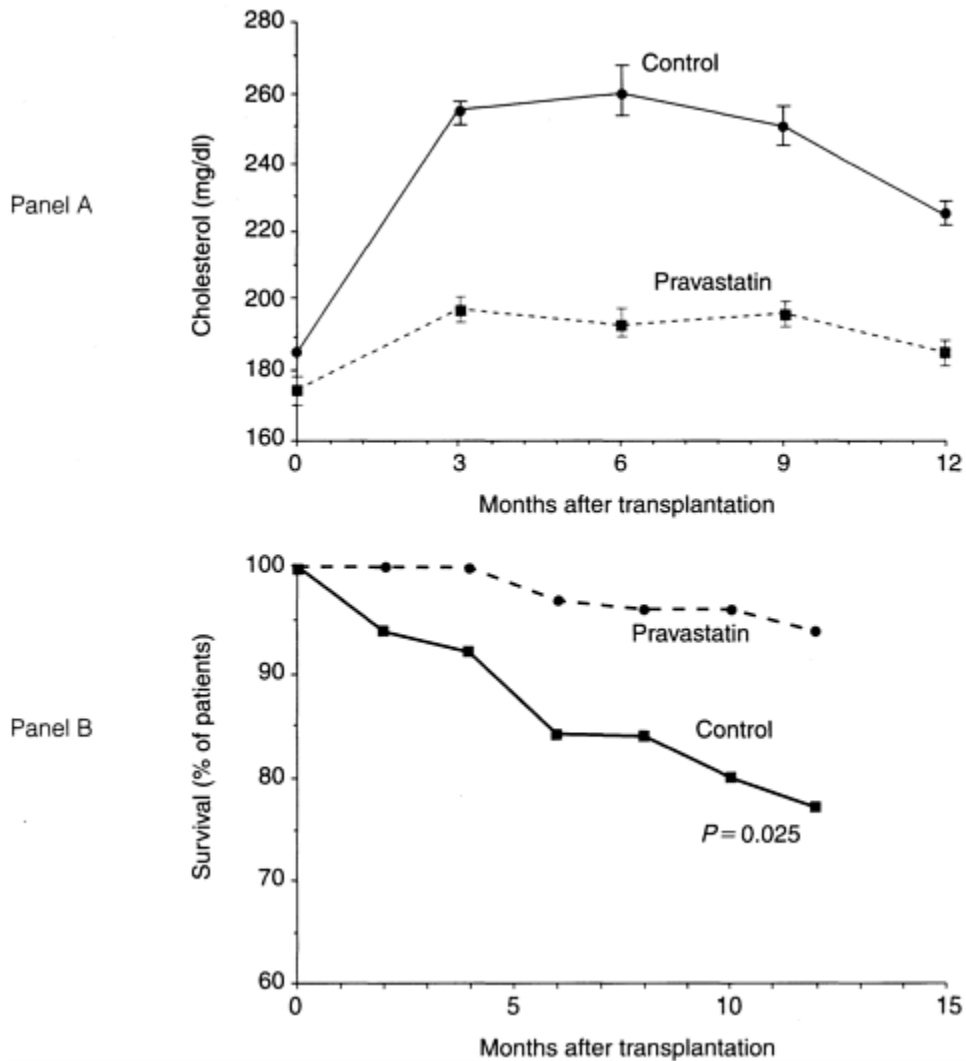 Panel A
Cholesterol (mg/dl)
280
260
240
220
200
180
160
Control
Pravastatin
0 3 6 9 12
Months after transplantation
Panel B
Survival (% of patients)
100
90
80
70
60
Pravastatin
Control
P = 0.025
0 5 10 15
Months after transplantation